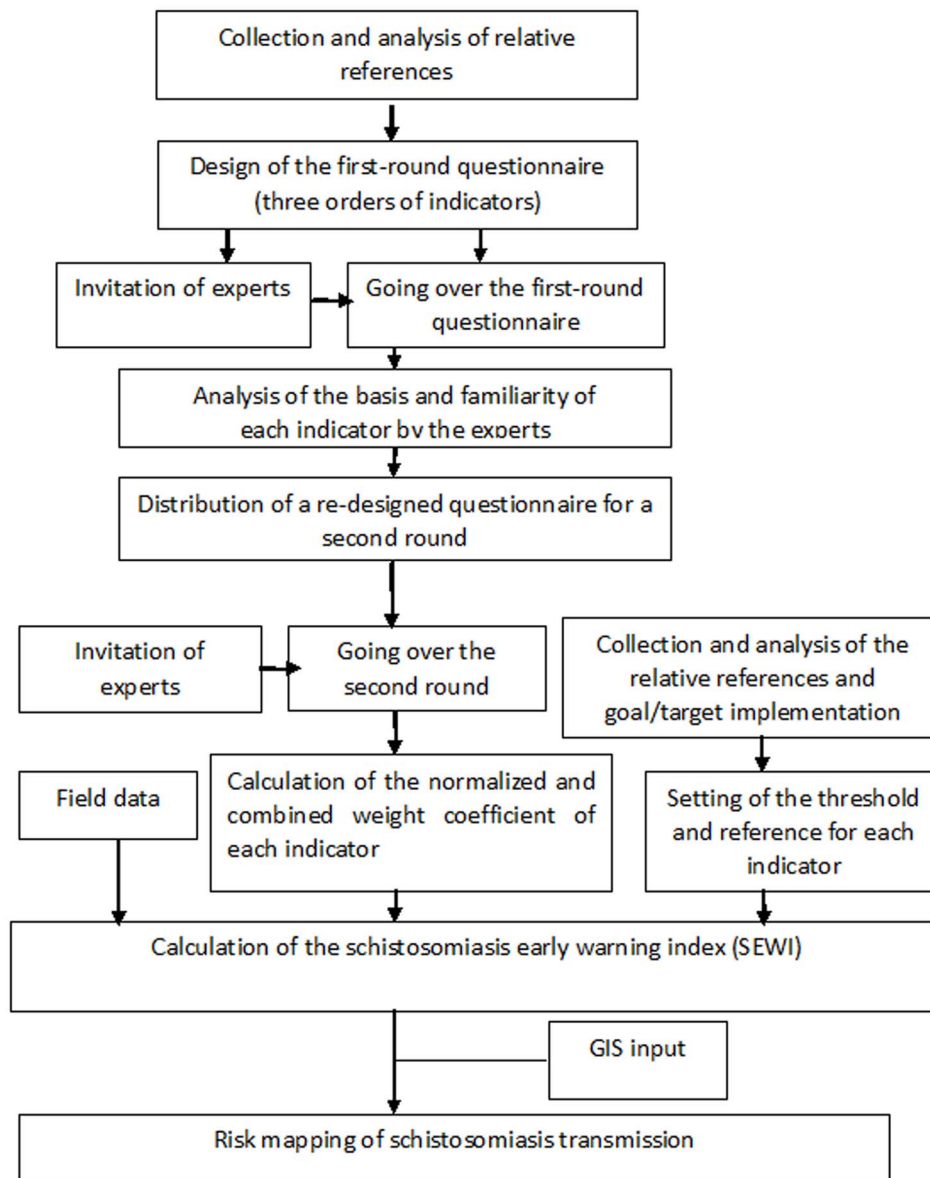 Collection and analysis of relative
references
Design of the first-round questionnaire
(three orders of indicators)
Invitation of experts
Going over the first-round
questionnaire
Analysis of the basis and familiarity of
each indicator by the experts
Distribution of a re-designed questionnaire for a
second round
Invitation of
experts
Going over the
second round
Collection and analysis of the
relative references and
goal/target implementation
Field data
Calculation of the normalized and
combined weight coefficient of
each indicator
Setting of the threshold
and reference for each
indicator
Calculation of the schistosomiasis early warning index (SEWI)
GIS input
Risk mapping of schistosomiasis transmission